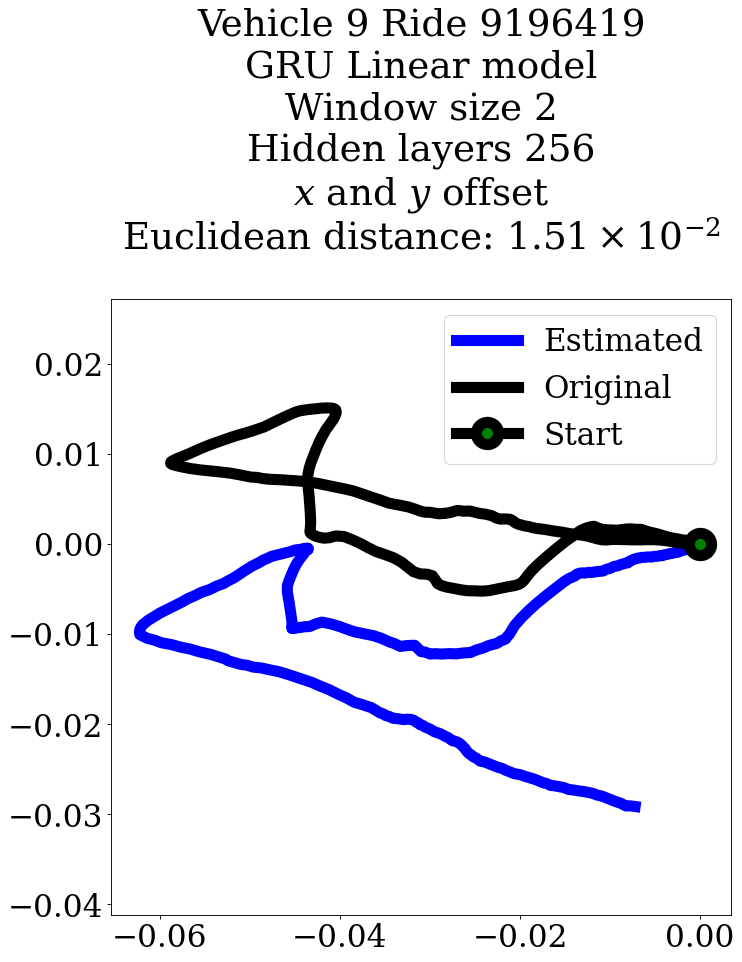 Vehicle 9 Ride 9196419
GRU Linear model
Window size 2
Hidden layers 256
x and y offset
Euclidean distance: 1.51 × 10⁻²
Estimated
Original
Start
0.02
0.01
0.00
−0.01
−0.02
−0.03
−0.04
−0.06 −0.04 −0.02 0.00